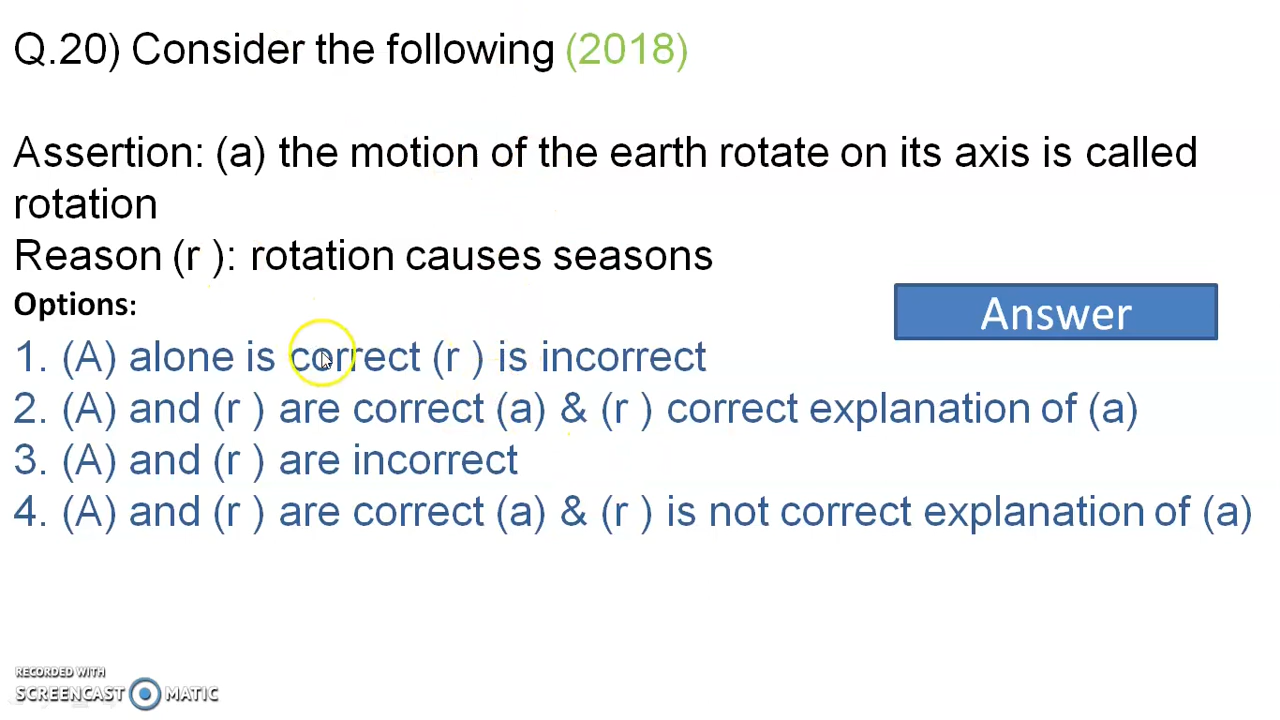 Q.20) Consider the following (2018)
Assertion: (a) the motion of the earth rotate on its axis is called
rotation
Reason (r ): rotation causes seasons
Options:
Answer
1. (A) alone is correct (r ) is incorrect
2. (A) and (r ) are correct (a) & (r ) correct explanation of (a)
3. (A) and (r ) are incorrect
4. (A) and (r ) are correct (a) & (r ) is not correct explanation of (a)
RECORDED WITH
SCREENCAST MATIC